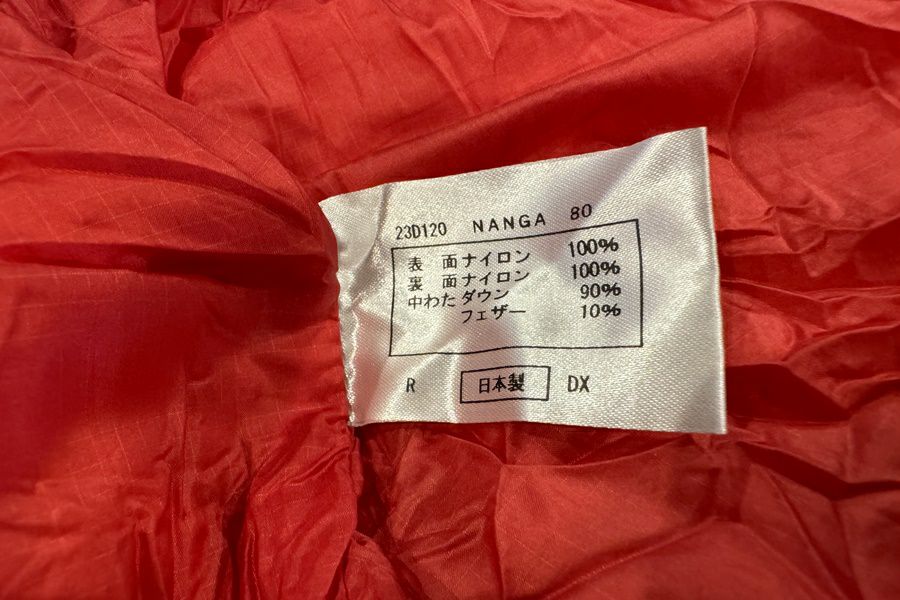 23D120 NANGA 80
表 面 ナイロン 100%
裏 面 ナイロン 100%
中わた ダウン 90%
フェザー 10%
R 日本製 DX